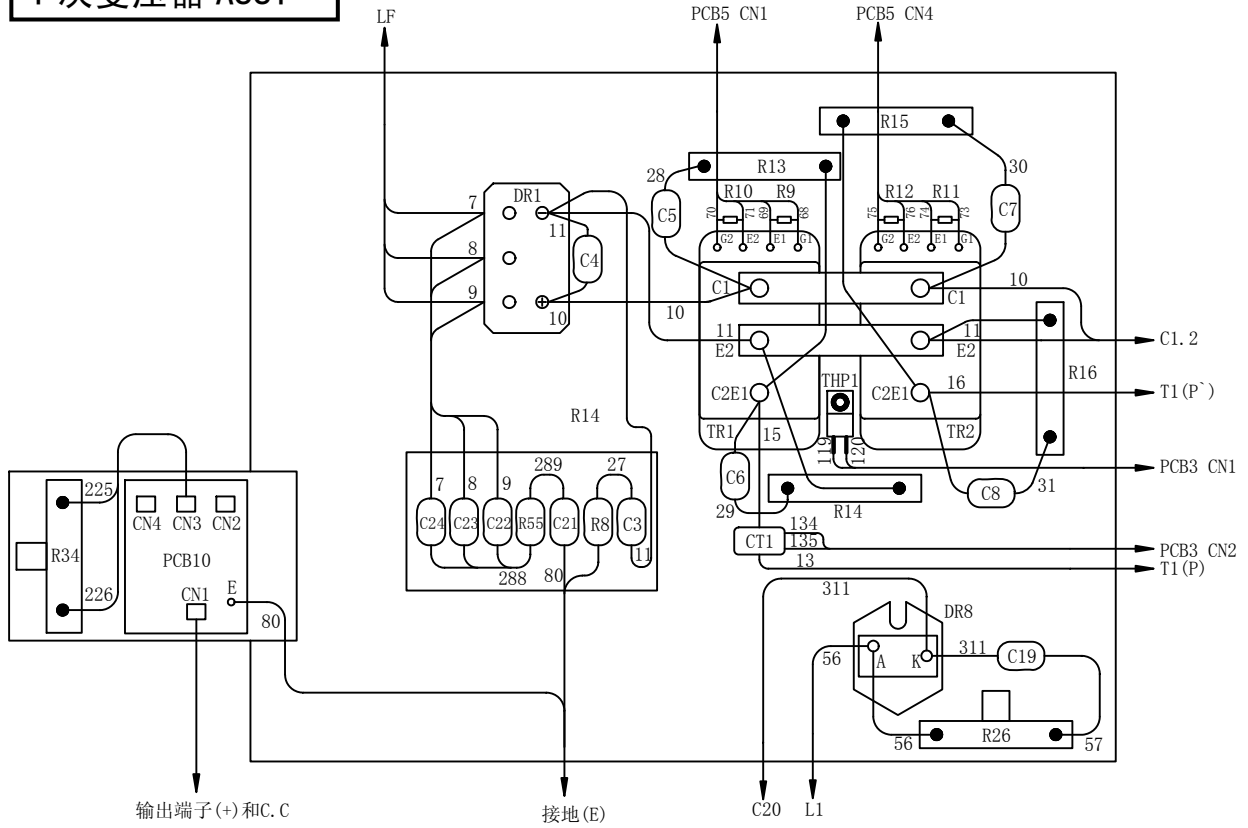 LF
PCB5 CN1
PCB5 CN4
R15
R13
28
30
R10
R9
R12
R11
C5
C7
70
71
69
68
75
76
74
73
G2
E2
E1
G1
G2
E2
E1
G1
7
DR1
11
8
C4
9
10
10
C1
C1
10
11
E2
E2
11
C1.2
R16
THP1
C2E1
C2E1
16
T1(P`)
R14
TR1
15
TR2
119
120
PCB3 CN1
C6
C8
31
29
R14
7
8
9
289
27
C24
C23
C22
R55
C21
R8
C3
11
288
80
CT1
134
135
PCB3 CN2
13
T1(P)
225
CN4
CN3
CN2
R34
PCB10
226
CN1
E
80
311
DR8
56
A
K
311
C19
56
R26
57
输出端子(+)和C.C
接地(E)
C20
L1